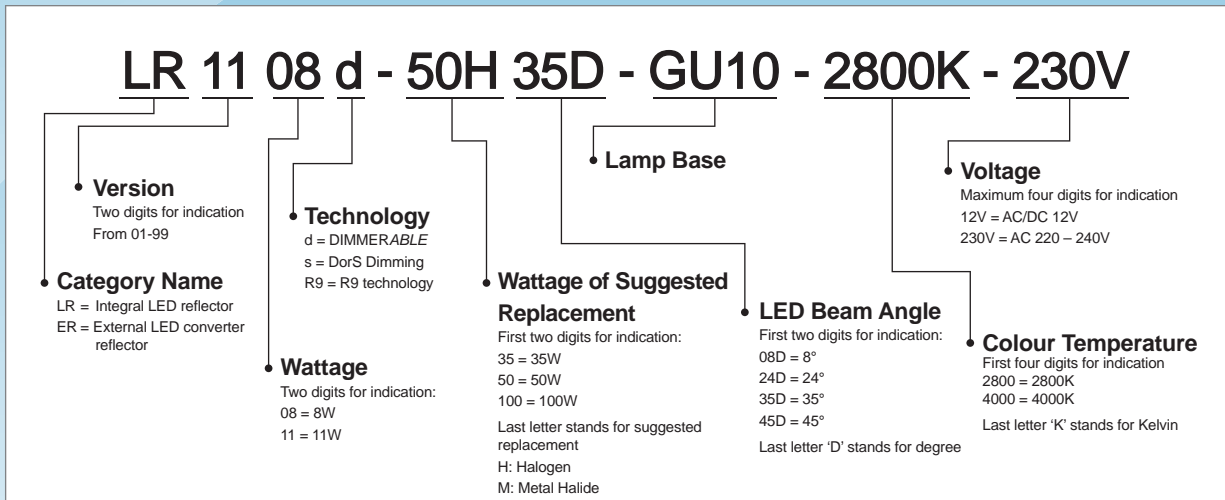 LR 11 08 d - 50H 35D - GU10 - 2800K - 230V
Version
Two digits for indication
From 01-99
Category Name
LR = Integral LED reflector
ER = External LED converter
reflector
Wattage
Two digits for indication:
08 = 8W
11 = 11W
Technology
d = DIMMERABLE
s = DorS Dimming
R9 = R9 technology
Wattage of Suggested
Replacement
First two digits for indication:
35 = 35W
50 = 50W
100 = 100W
Last letter stands for suggested
replacement
H: Halogen
M: Metal Halide
Lamp Base
LED Beam Angle
First two digits for indication:
08D = 8°
24D = 24°
35D = 35°
45D = 45°
Last letter ‘D’ stands for degree
Voltage
Maximum four digits for indication
12V = AC/DC 12V
230V = AC 220 – 240V
Colour Temperature
First four digits for indication
2800 = 2800K
4000 = 4000K
Last letter ‘K’ stands for Kelvin